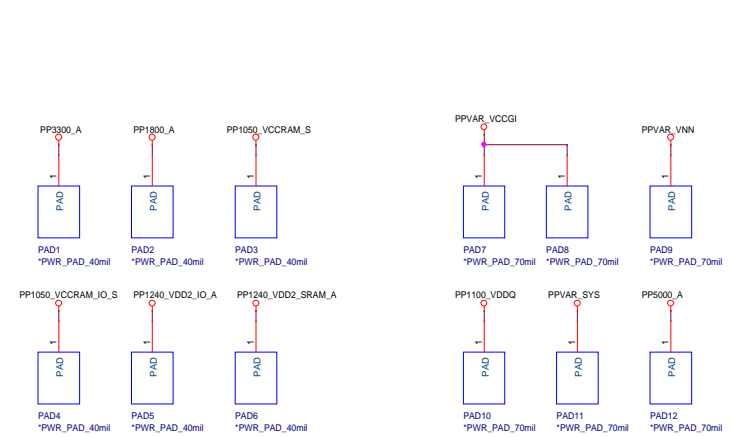 PP3300_A
PP1800_A
PP1050_VCCRAM_S
PPVAR_VCCGI
PPVAR_VNN
1
1
1
1
1
1
PAD
PAD
PAD
PAD
PAD
PAD
PAD1
*PWR_PAD_40mil
PAD2
*PWR_PAD_40mil
PAD3
*PWR_PAD_40mil
PAD7
*PWR_PAD_70mil
PAD8
*PWR_PAD_70mil
PAD9
*PWR_PAD_70mil
PP1050_VCCRAM_IO_S
PP1240_VDD2_IO_A
PP1240_VDD2_SRAM_A
PP1100_VDDQ
PPVAR_SYS
PP5000_A
1
1
1
1
1
1
PAD
PAD
PAD
PAD
PAD
PAD
PAD4
*PWR_PAD_40mil
PAD5
*PWR_PAD_40mil
PAD6
*PWR_PAD_40mil
PAD10
*PWR_PAD_70mil
PAD11
*PWR_PAD_70mil
PAD12
*PWR_PAD_70mil